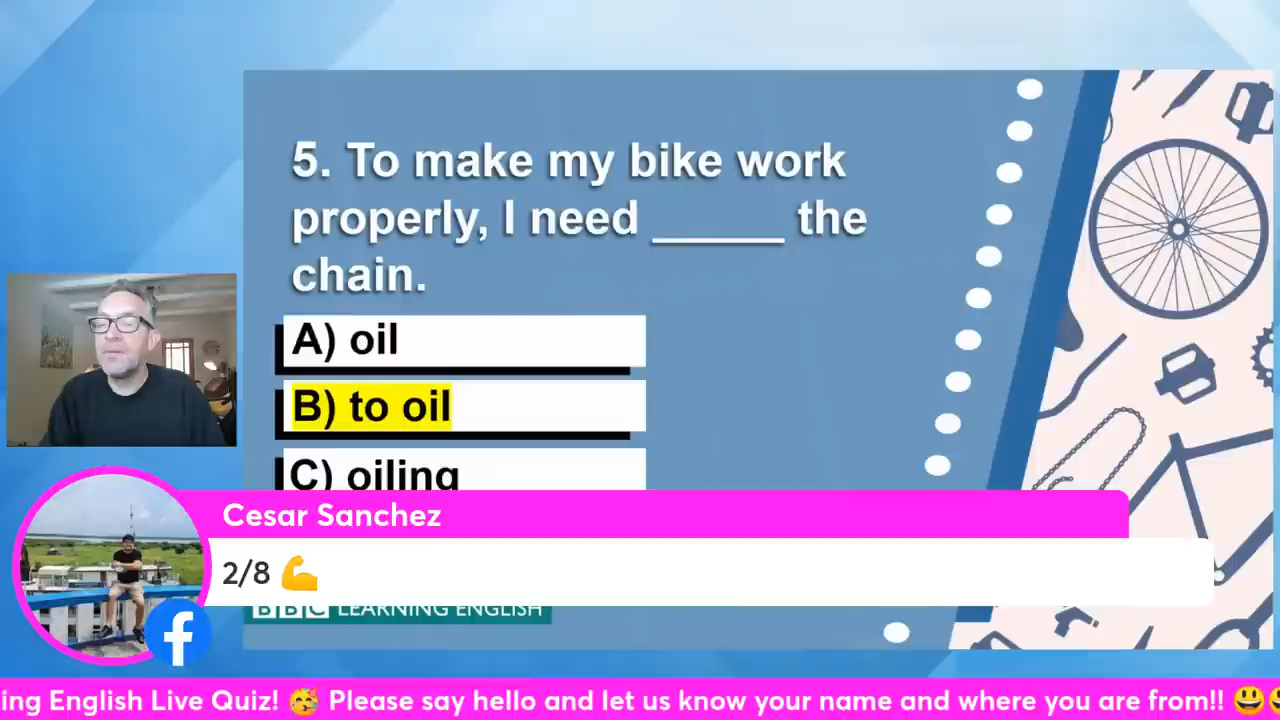 5. To make my bike work
properly, I need ______ the
chain.
A) oil
B) to oil
C) oiling
Cesar Sanchez
2/8 💪
BBC LEARNING ENGLISH
ing English Live Quiz! 🥳 Please say hello and let us know your name and where you are from!! 😃